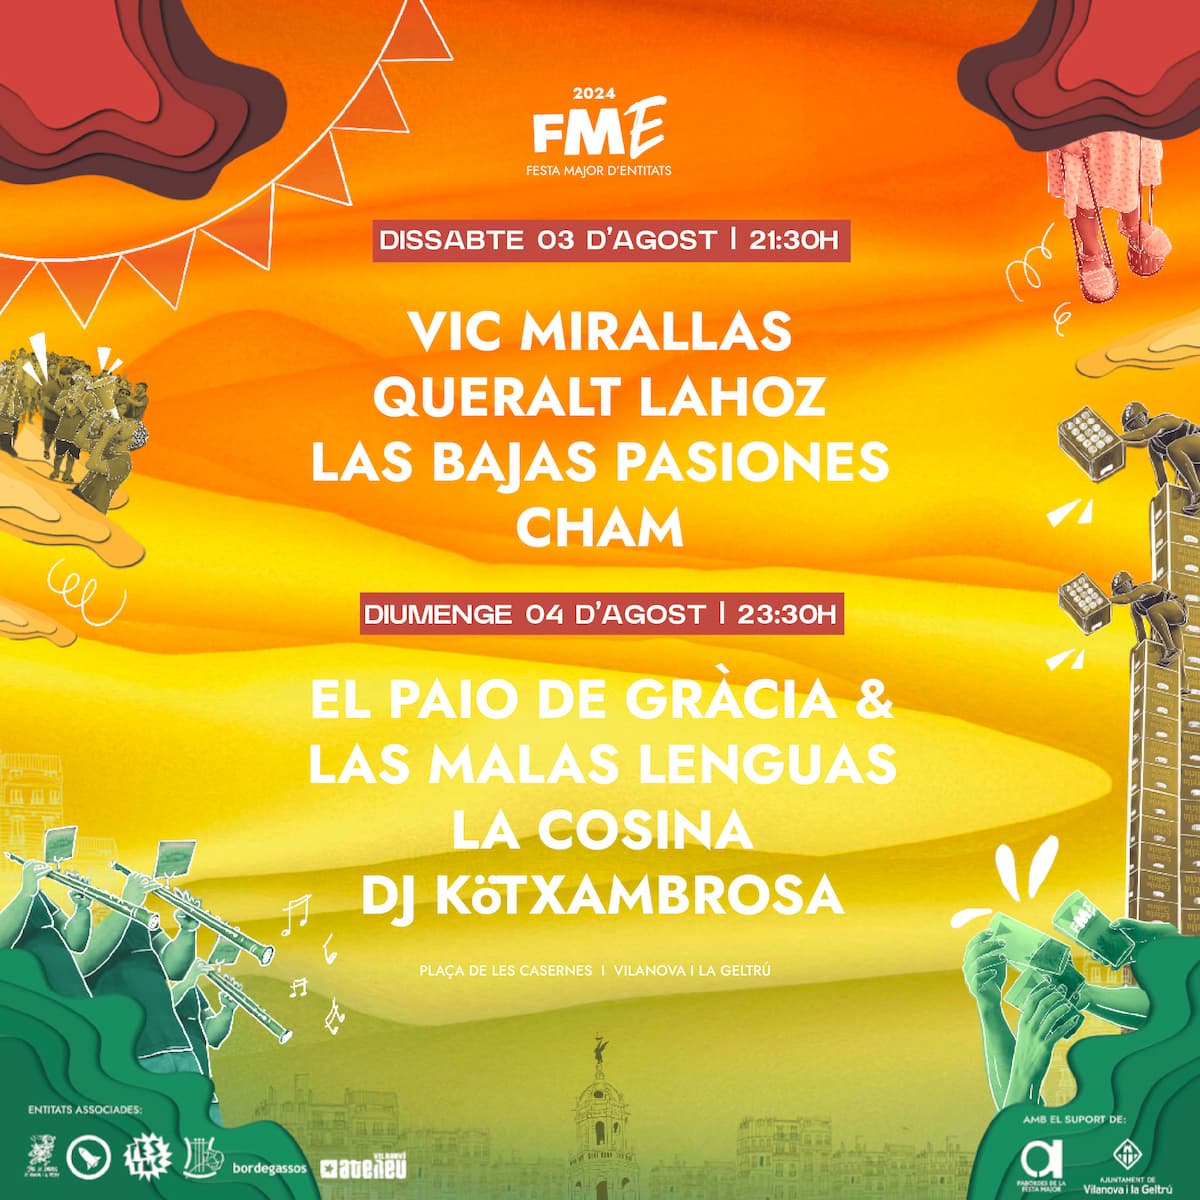 2024
FME
FESTA MAJOR D'ENTITATS
DISSABTE 03 D'AGOST | 21:30H
VIC MIRALLAS
QUERALT LAHOZ
LAS BAJAS PASIONES
CHAM
DIUMENGE 04 D'AGOST | 23:30H
EL PAIO DE GRÀCIA &
LAS MALAS LENGUAS
LA COSINA
DJ KöTXAMBROSA
PLAÇA DE LES CASERNES | VILANOVA I LA GELTRÚ
FME
ENTITATS ASSOCIADES:
bordegassos
VILANOVÍ
ateneu
AMB EL SUPORT DE:
PABORDES DE LA
FESTA MAJOR
AJUNTAMENT DE
Vilanova i la Geltrú